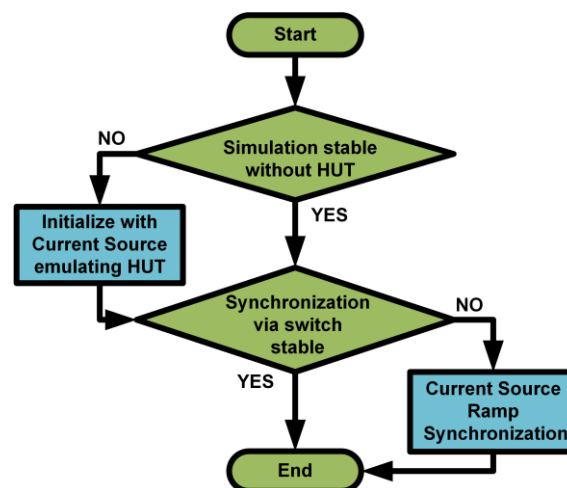 Start
Simulation stable
without HUT
NO
YES
Initialize with
Current Source
emulating HUT
Synchronization
via switch
stable
NO
YES
Current Source
Ramp
Synchronization
End